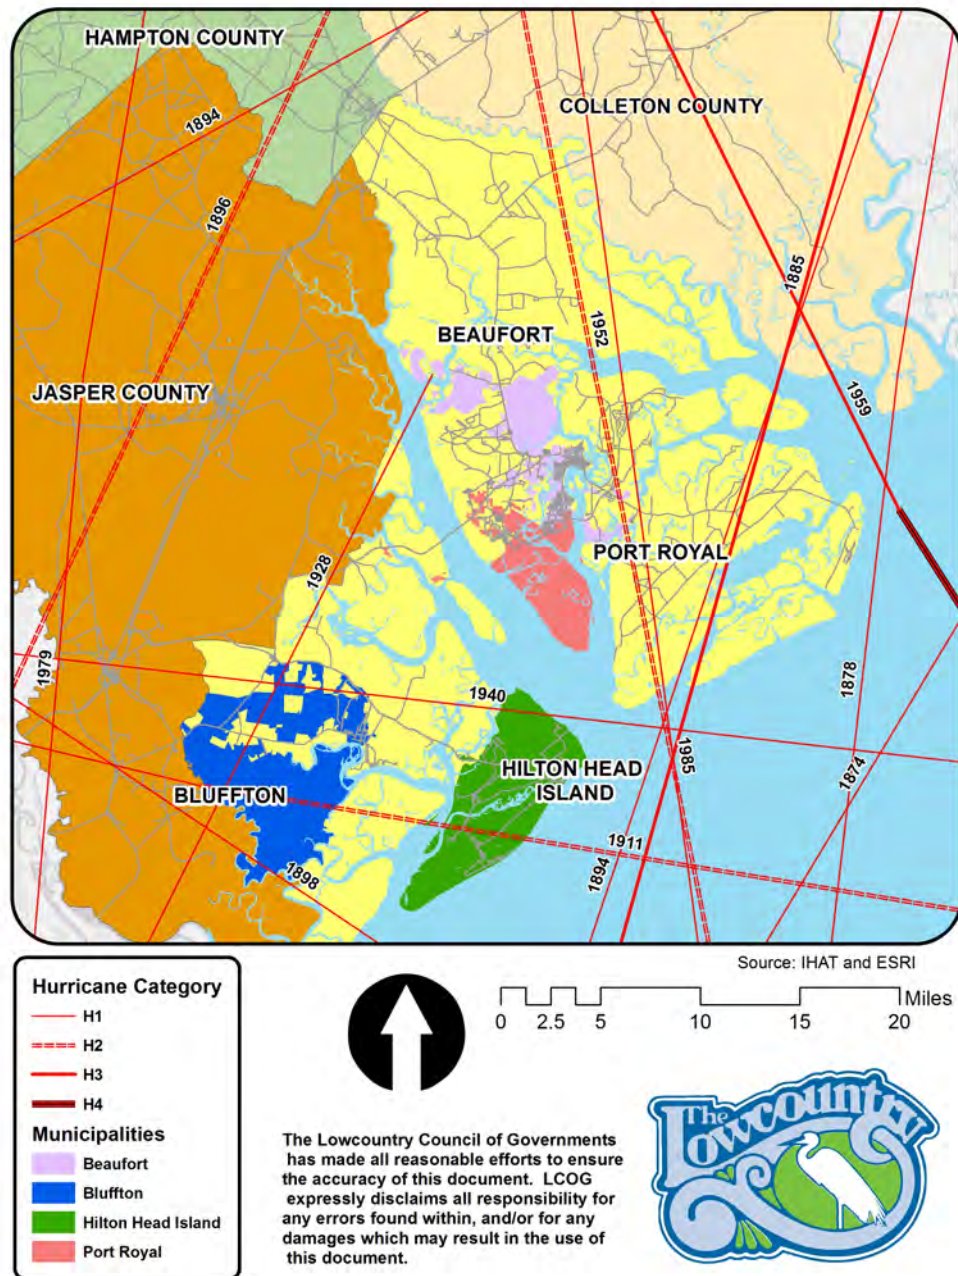 HAMPTON COUNTY
COLLETON COUNTY
1894
1896
1885
1952
BEAUFORT
JASPER COUNTY
1959
PORT ROYAL
1928
1979
1940
1878
1985
HILTON HEAD
ISLAND
1874
BLUFFTON
1911
1898
1894
Source: IHAT and ESRI
Hurricane Category
H1
H2
H3
H4
Municipalities
Beaufort
Bluffton
Hilton Head Island
Port Royal
Miles
0 2.5 5 10 15 20
The Lowcountry Council of Governments
has made all reasonable efforts to ensure
the accuracy of this document. LCOG
expressly disclaims all responsibility for
any errors found within, and/or for any
damages which may result in the use of
this document.
The
Lowcountry